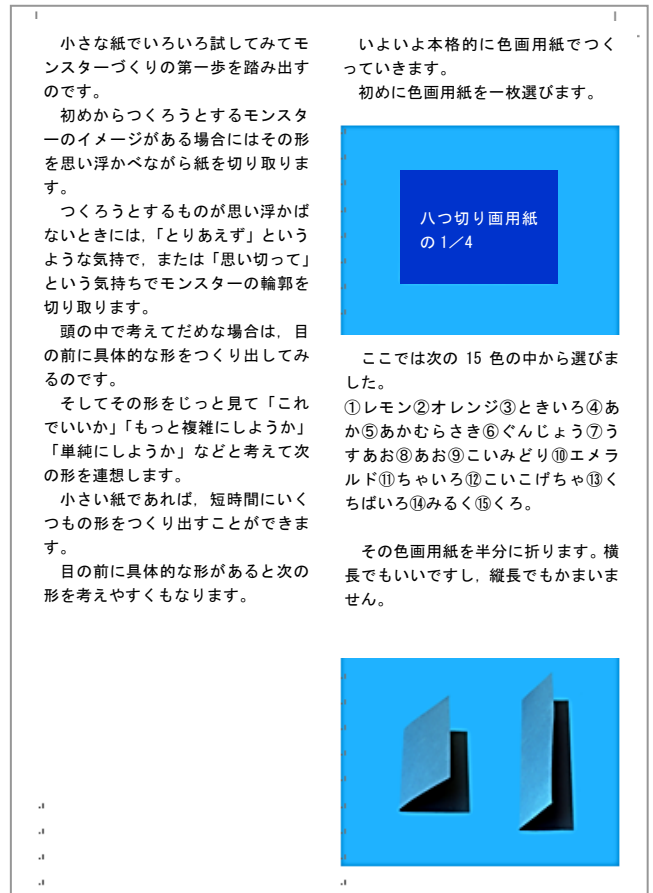 小さな紙でいろいろ試してみてモ
ンスターづくりの第一歩を踏み出す
のです。
初めからつくろうとするモンスタ
ーのイメージがある場合にはその形
を思い浮かべながら紙を切り取りま
す。
つくろうとするものが思い浮かば
ないときには，「とりあえず」という
ような気持で，または「思い切って」
という気持ちでモンスターの輪郭を
切り取ります。
頭の中で考えてだめな場合は，目
の前に具体的な形をつくり出してみ
るのです。
そしてその形をじっと見て「これ
でいいか」「もっと複雑にしようか」
「単純にしようか」などと考えて次
の形を連想します。
小さい紙であれば，短時間にいく
つもの形をつくり出すことができま
す。
目の前に具体的な形があると次の
形を考えやすくもなります。
いよいよ本格的に色画用紙でつく
っていきます。
初めに色画用紙を一枚選びます。
八つ切り画用紙
の1／4
ここでは次の 15 色の中から選びま
した。
①レモン②オレンジ③ときいろ④あ
か⑤あかむらさき⑥ぐんじょう⑦う
すあお⑧あお⑨こいみどり⑩エメラ
ルド⑪ちゃいろ⑫こいこげちゃ⑬く
ちばいろ⑭みるく⑮くろ。
その色画用紙を半分に折ります。横
長でもいいですし，縦長でもかまいま
せん。